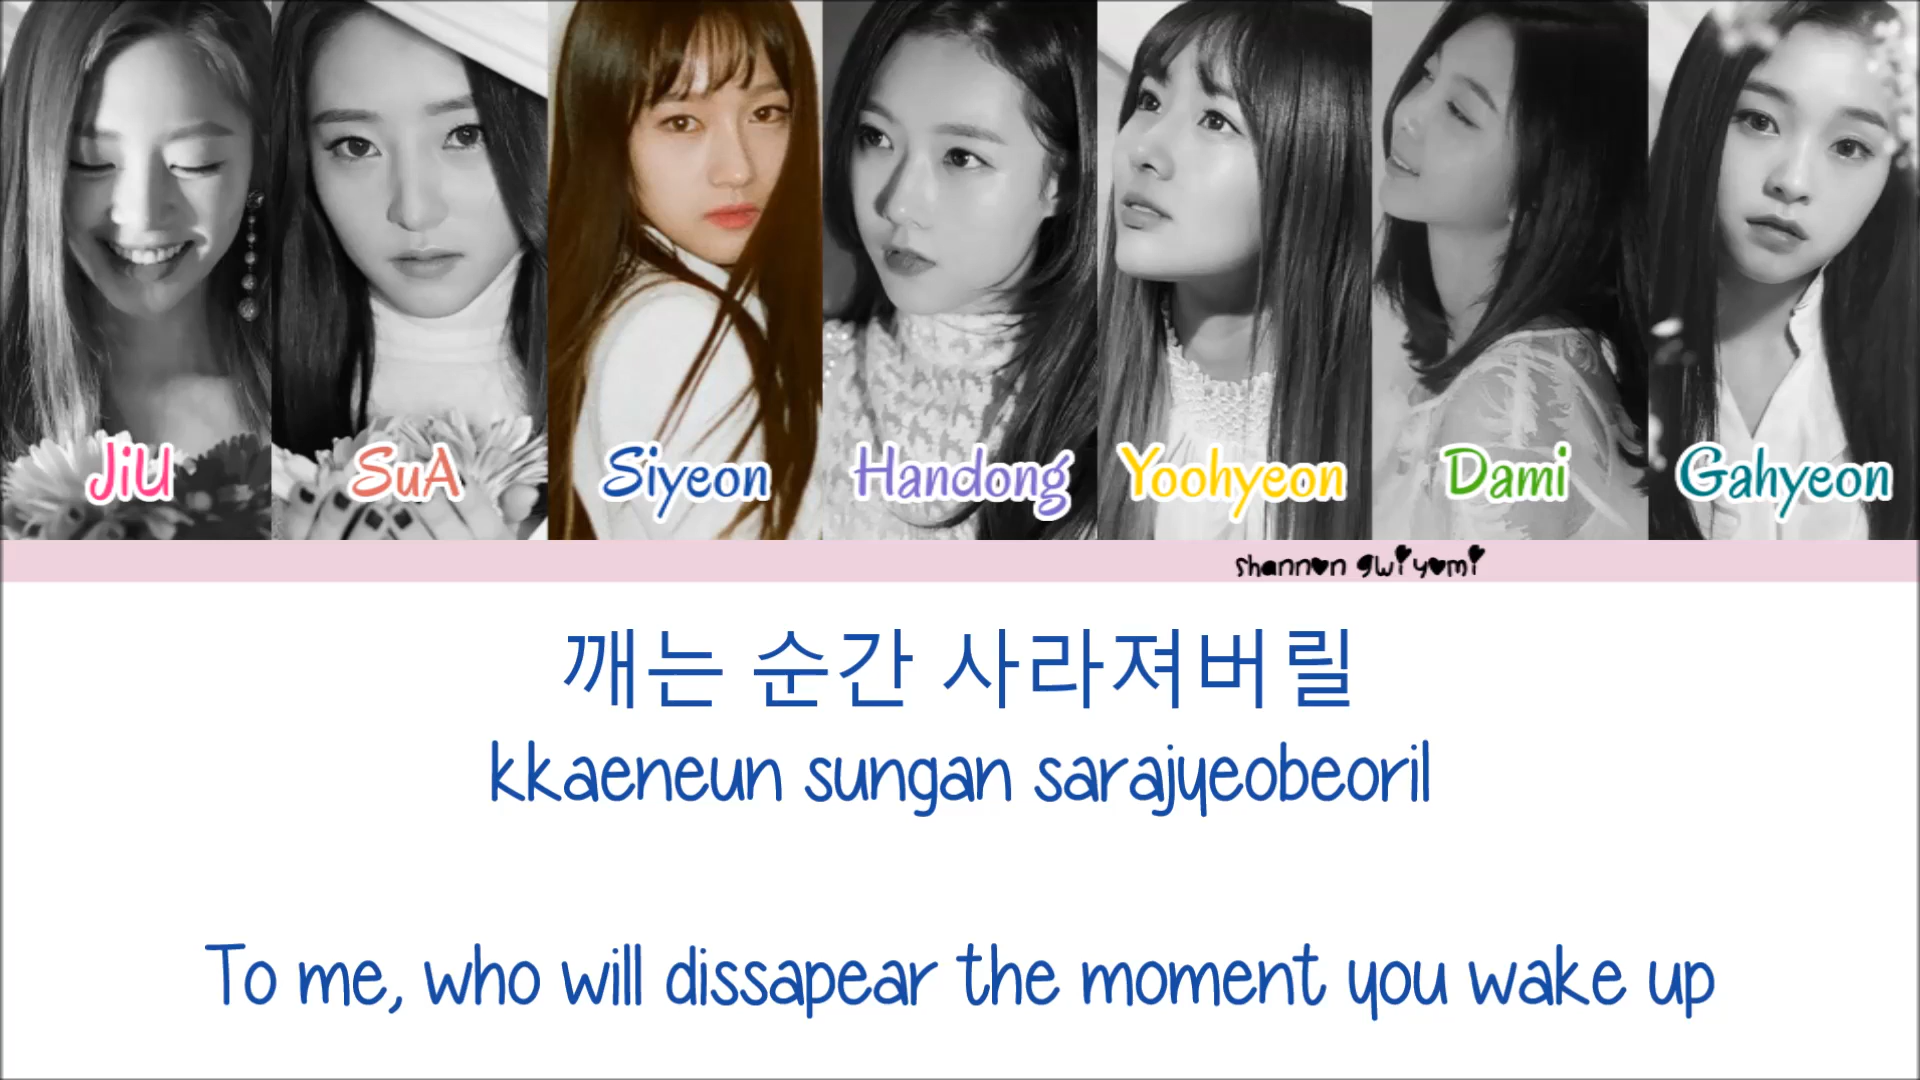 JiU SuA Siyeon Handong Yoohyeon Dami Gahyeon
shannon gwiyomi
깨는 순간 사라져버릴
kkaeneun sungan sarajyeobeoril
To me, who will dissapear the moment you wake up